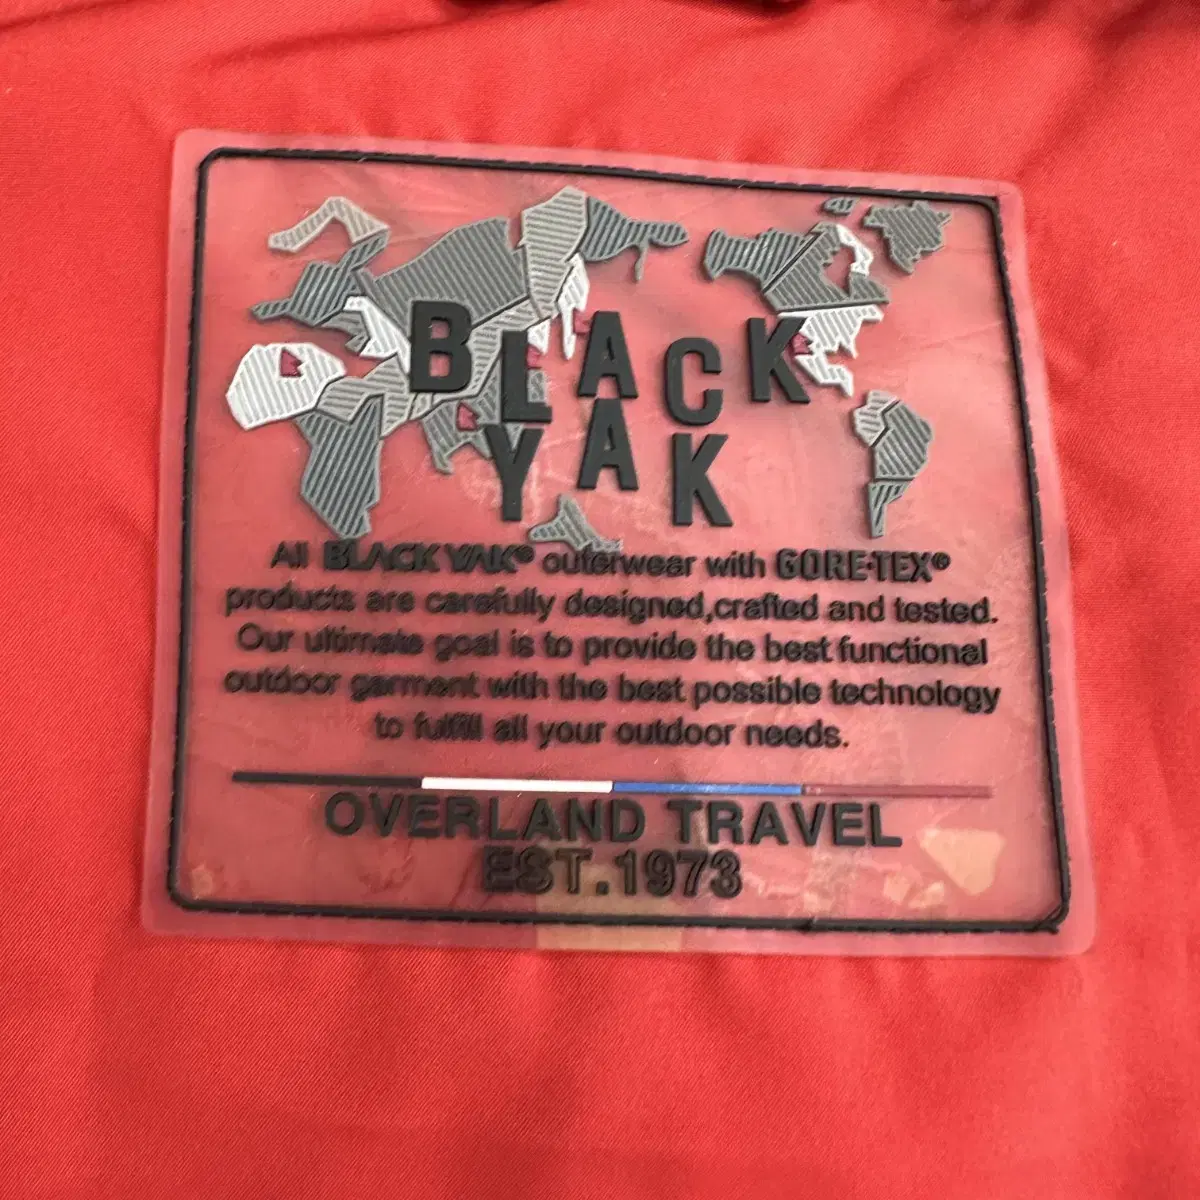 BLACK
YAK
All BLACK YAK® outerwear with GORE-TEX®
products are carefully designed,crafted and tested.
Our ultimate goal is to provide the best functional
outdoor garment with the best possible technology
to fulfill all your outdoor needs.
OVERLAND TRAVEL
EST.1973